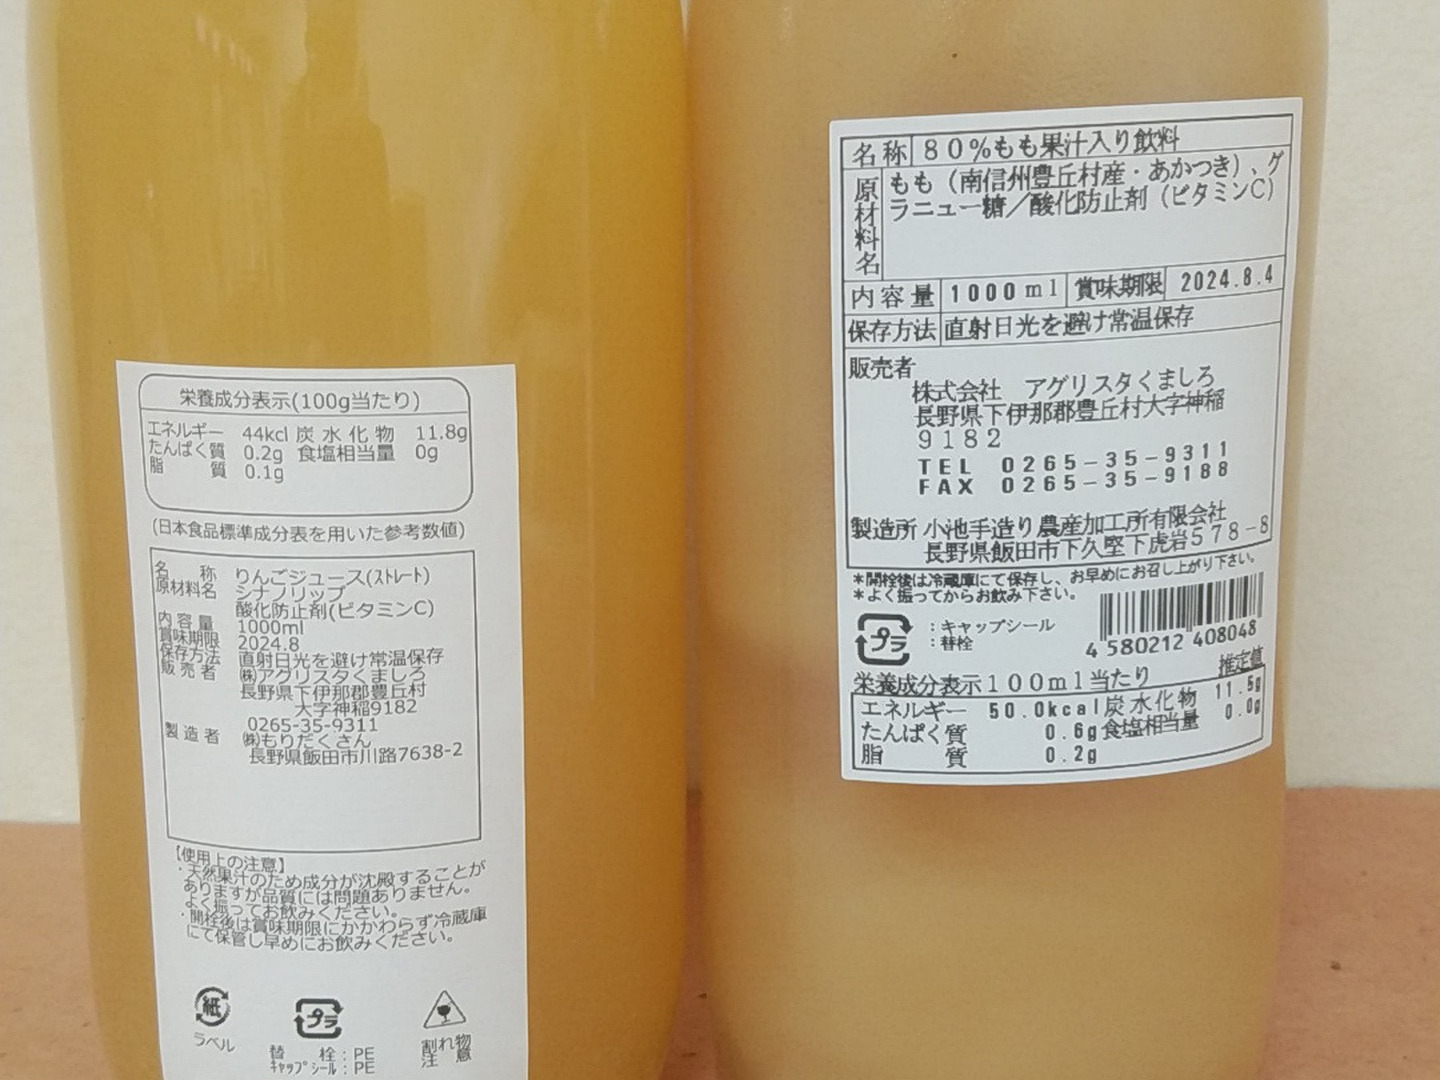 栄養成分表示(100g当たり)
エネルギー 44kcl 炭水化物 11.8g
たんぱく質 0.2g 食塩相当量 0g
脂質 0.1g
(日本食品標準成分表を用いた参考数値)
名称 りんごジュース(ｽﾄﾚｰﾄ)
原材料名 シナノリップ
酸化防止剤(ビタミンC)
内容量 1000ml
賞味期限 2024.8
保存方法 直射日光を避け常温保存
販売者 ㈱アグリスタくましろ
長野県下伊那郡豊丘村
大字神稲9182
0265-35-9311
製造者 ㈱もりだくさん
長野県飯田市川路7638-2
【使用上の注意】
・天然果汁のため成分が沈殿することが
ありますが品質には問題ありません。
よく振ってお飲みください。
・開栓後は賞味期限にかかわらず冷蔵庫
にて保管し早めにお飲みください。
紙
ラベル
プラ
替栓：PE
ｷｬｯﾌﾟｼｰﾙ：PE
割れ物
注意
名称 80%もも果汁入り飲料
原材料名 もも（南信州豊丘村産・あかつき）、グ
ラニュー糖／酸化防止剤（ビタミンC）
内容量 1000ml 賞味期限 2024.8.4
保存方法 直射日光を避け常温保存
販売者
株式会社 アグリスタくましろ
長野県下伊那郡豊丘村大字神稲
9182
TEL 0265-35-9311
FAX 0265-35-9188
製造所 小池手造り農産加工所有限会社
長野県飯田市下久堅下虎岩578-8
＊開栓後は冷蔵庫にて保存し、お早めにお召し上がり下さい。
＊よく振ってからお飲み下さい。
プラ
：キャップシール
：替栓
4 580212 408048
推定値
栄養成分表示100ml当たり
エネルギー 50.0kcal 炭水化物 11.5g
たんぱく質 0.6g 食塩相当量 0.0g
脂質 0.2g